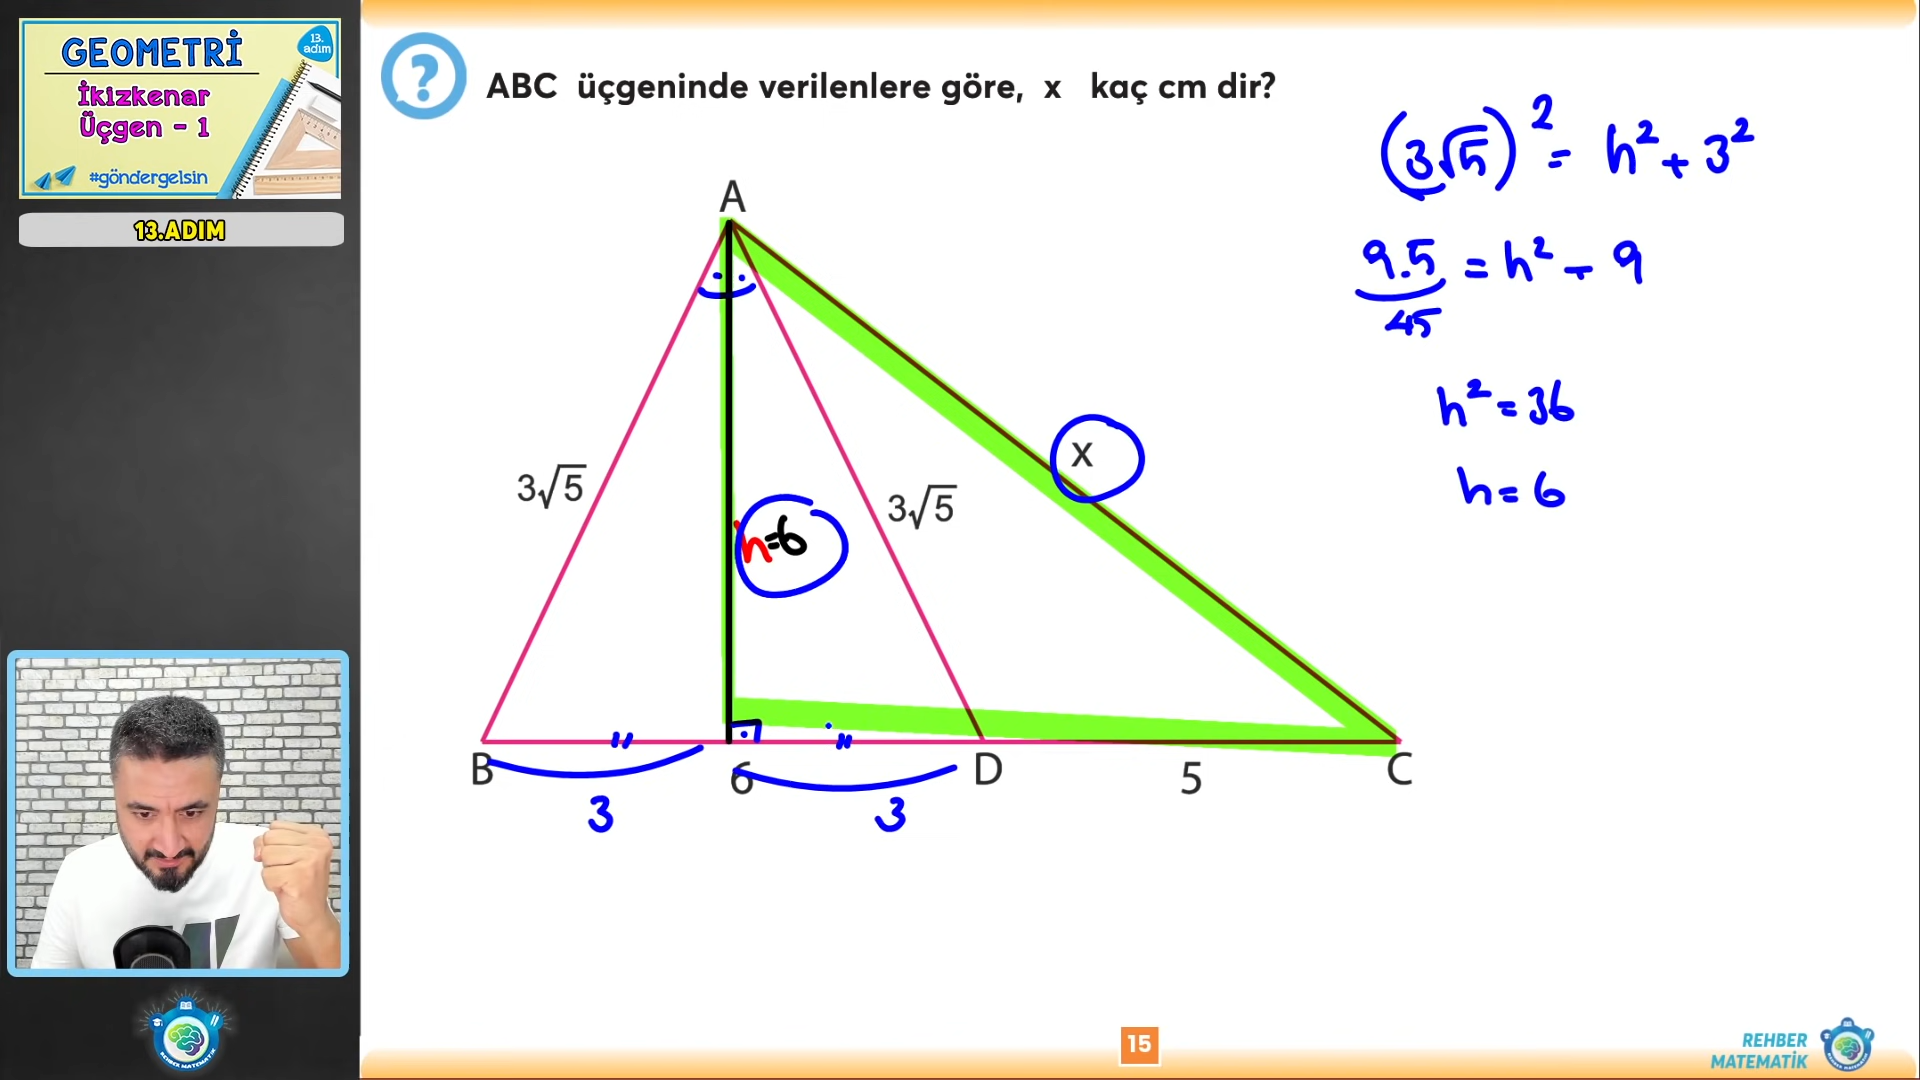 GEOMETRİ
13.
adım
İkizkenar
Üçgen - 1
#göndergelsin
13.ADIM
ABC üçgeninde verilenlere göre, x kaç cm dir?
(3√5)² = h² + 3²
9.5 = h² + 9
45
h² = 36
h = 6
A
x
3√5
3√5
h=6
B
6
D
5
C
3
3
15
REHBER
MATEMATİK
REHBER MATEMATİK